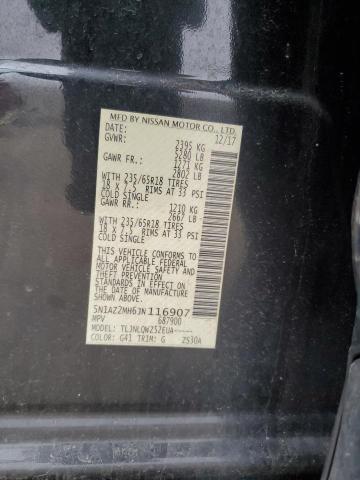 MFD BY NISSAN MOTOR CO., LTD.
DATE: 12/17
GVWR: 2395 KG
5280 LB
GAWR FR.: 1271 KG
2802 LB
WITH 235/65R18 TIRES
18 X 7.5 RIMS AT 33 PSI
COLD SINGLE
GAWR RR.: 1210 KG
2667 LB
WITH 235/65R18 TIRES
18 X 7.5 RIMS AT 33 PSI
COLD SINGLE
THIS VEHICLE CONFORMS TO
ALL APPLICABLE FEDERAL
MOTOR VEHICLE SAFETY AND
THEFT PREVENTION
STANDARDS IN EFFECT ON
THE DATE OF MANUFACTURE
SHOWN ABOVE.
5N1AZ2MH6JN116907
MPV 687900
MODEL: TLJNLQWZ52EUA-----
COLOR: G41 TRIM: G Z530A